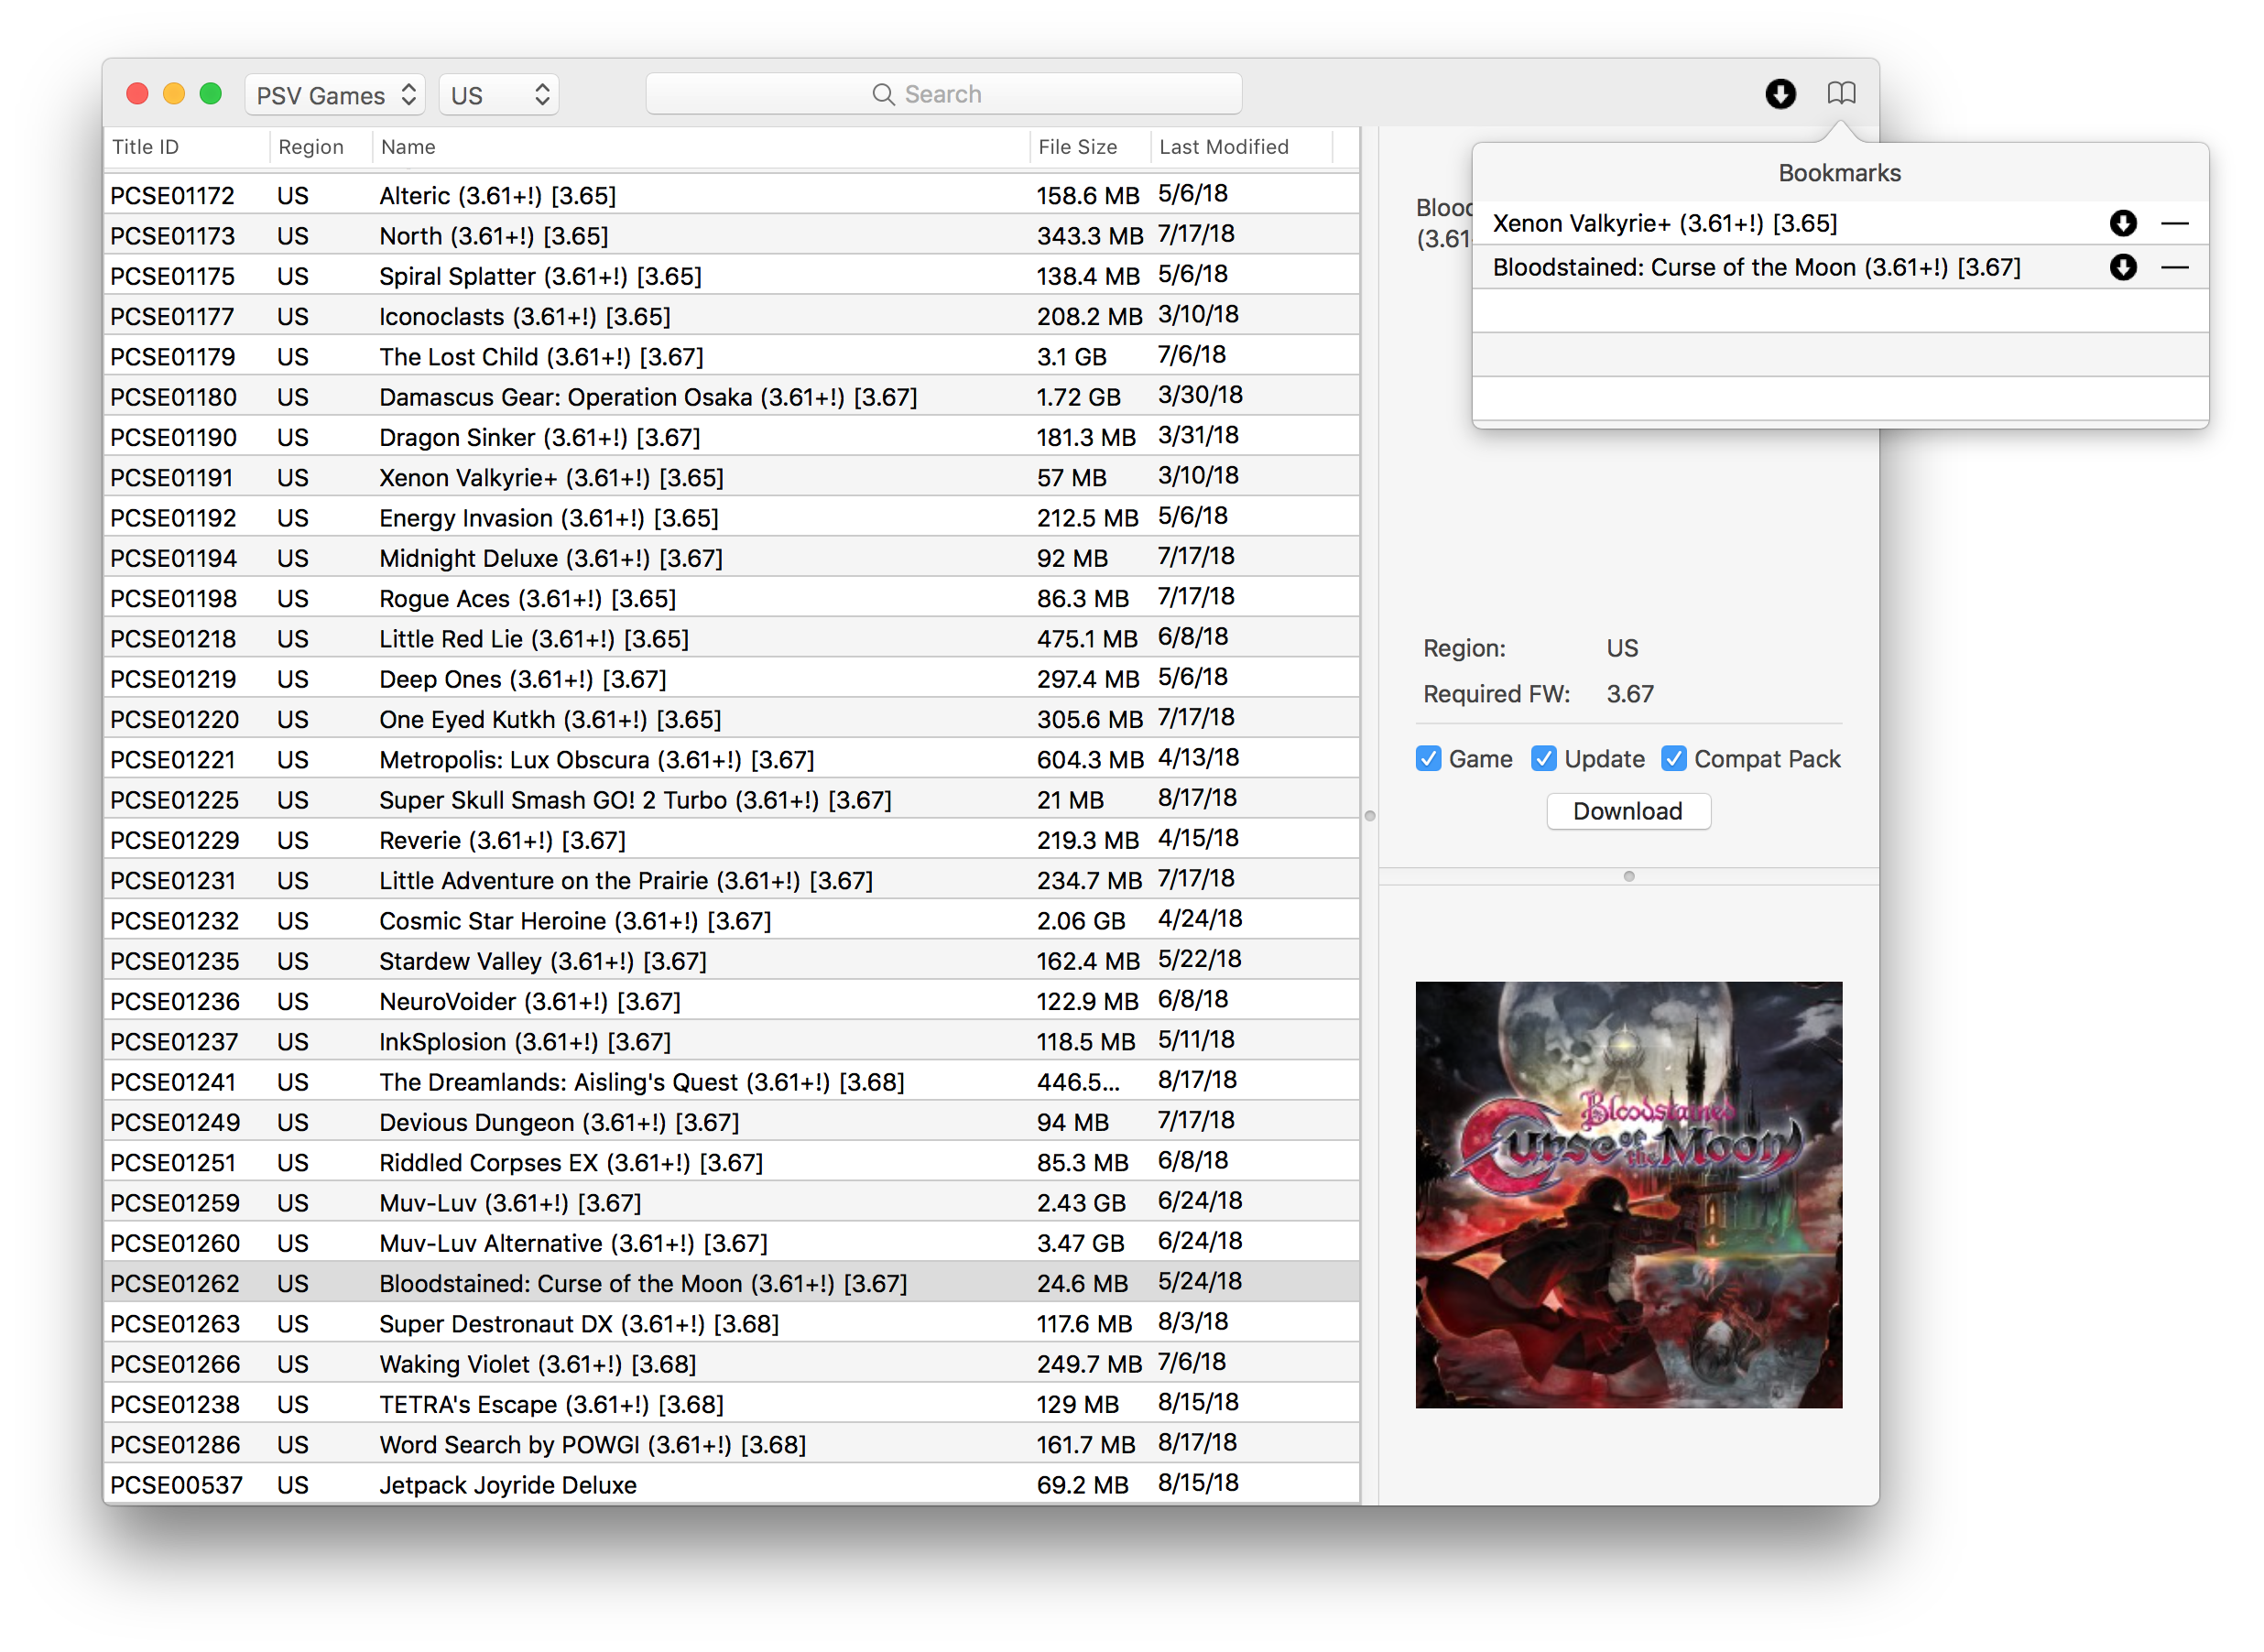 PSV Games US Search
Title ID Region Name File Size Last Modified
PCSE01172 US Alteric (3.61+!) [3.65] 158.6 MB 5/6/18
PCSE01173 US North (3.61+!) [3.65] 343.3 MB 7/17/18
PCSE01175 US Spiral Splatter (3.61+!) [3.65] 138.4 MB 5/6/18
PCSE01177 US Iconoclasts (3.61+!) [3.65] 208.2 MB 3/10/18
PCSE01179 US The Lost Child (3.61+!) [3.67] 3.1 GB 7/6/18
PCSE01180 US Damascus Gear: Operation Osaka (3.61+!) [3.67] 1.72 GB 3/30/18
PCSE01190 US Dragon Sinker (3.61+!) [3.67] 181.3 MB 3/31/18
PCSE01191 US Xenon Valkyrie+ (3.61+!) [3.65] 57 MB 3/10/18
PCSE01192 US Energy Invasion (3.61+!) [3.65] 212.5 MB 5/6/18
PCSE01194 US Midnight Deluxe (3.61+!) [3.67] 92 MB 7/17/18
PCSE01198 US Rogue Aces (3.61+!) [3.65] 86.3 MB 7/17/18
PCSE01218 US Little Red Lie (3.61+!) [3.65] 475.1 MB 6/8/18
PCSE01219 US Deep Ones (3.61+!) [3.67] 297.4 MB 5/6/18
PCSE01220 US One Eyed Kutkh (3.61+!) [3.65] 305.6 MB 7/17/18
PCSE01221 US Metropolis: Lux Obscura (3.61+!) [3.67] 604.3 MB 4/13/18
PCSE01225 US Super Skull Smash GO! 2 Turbo (3.61+!) [3.67] 21 MB 8/17/18
PCSE01229 US Reverie (3.61+!) [3.67] 219.3 MB 4/15/18
PCSE01231 US Little Adventure on the Prairie (3.61+!) [3.67] 234.7 MB 7/17/18
PCSE01232 US Cosmic Star Heroine (3.61+!) [3.67] 2.06 GB 4/24/18
PCSE01235 US Stardew Valley (3.61+!) [3.67] 162.4 MB 5/22/18
PCSE01236 US NeuroVoider (3.61+!) [3.67] 122.9 MB 6/8/18
PCSE01237 US InkSplosion (3.61+!) [3.67] 118.5 MB 5/11/18
PCSE01241 US The Dreamlands: Aisling's Quest (3.61+!) [3.68] 446.5... 8/17/18
PCSE01249 US Devious Dungeon (3.61+!) [3.67] 94 MB 7/17/18
PCSE01251 US Riddled Corpses EX (3.61+!) [3.67] 85.3 MB 6/8/18
PCSE01259 US Muv-Luv (3.61+!) [3.67] 2.43 GB 6/24/18
PCSE01260 US Muv-Luv Alternative (3.61+!) [3.67] 3.47 GB 6/24/18
PCSE01262 US Bloodstained: Curse of the Moon (3.61+!) [3.67] 24.6 MB 5/24/18
PCSE01263 US Super Destronaut DX (3.61+!) [3.68] 117.6 MB 8/3/18
PCSE01266 US Waking Violet (3.61+!) [3.68] 249.7 MB 7/6/18
PCSE01238 US TETRA's Escape (3.61+!) [3.68] 129 MB 8/15/18
PCSE01286 US Word Search by POWGI (3.61+!) [3.68] 161.7 MB 8/17/18
PCSE00537 US Jetpack Joyride Deluxe 69.2 MB 8/15/18
Bookmarks
Xenon Valkyrie+ (3.61+!) [3.65]
Bloodstained: Curse of the Moon (3.61+!) [3.67]
Blood
(3.61
Region: US
Required FW: 3.67
Game Update Compat Pack
Download
Bloodstained
Curse of the Moon